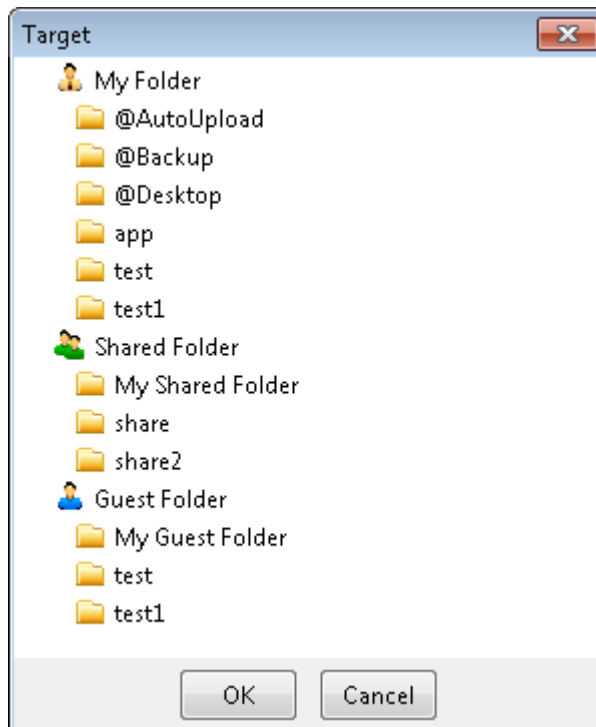 Target
My Folder
@AutoUpload
@Backup
@Desktop
app
test
test1
Shared Folder
My Shared Folder
share
share2
Guest Folder
My Guest Folder
test
test1
OK Cancel